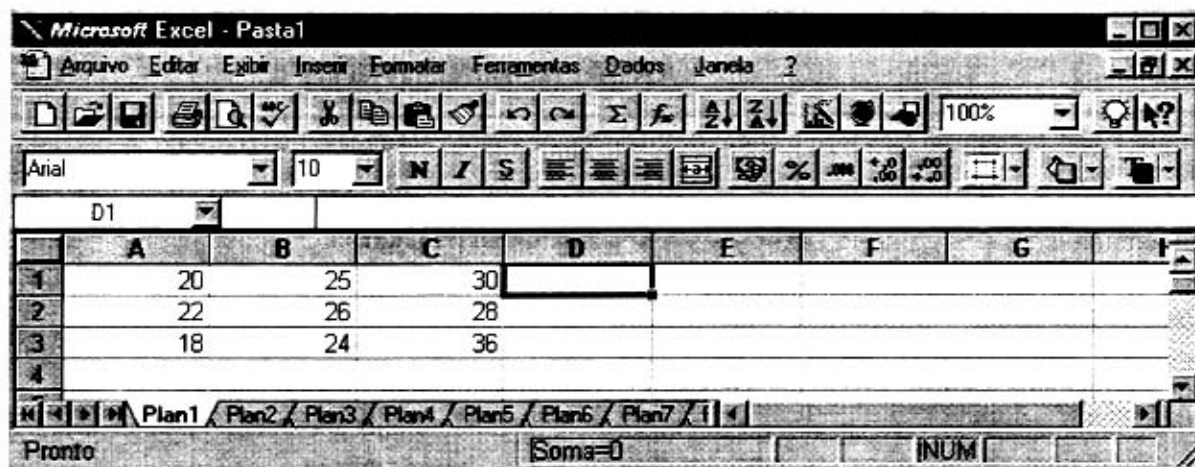 Microsoft Excel - Pasta1
Arquivo Editar Exibir Inserir Formatar Ferramentas Dados Janela ?
100%
Arial 10 N I S % ,000
D1
A B C D E F G H
1 20 25 30
2 22 26 28
3 18 24 36
4
Plan1 Plan2 Plan3 Plan4 Plan5 Plan6 Plan7
Pronto Soma=0 NUM